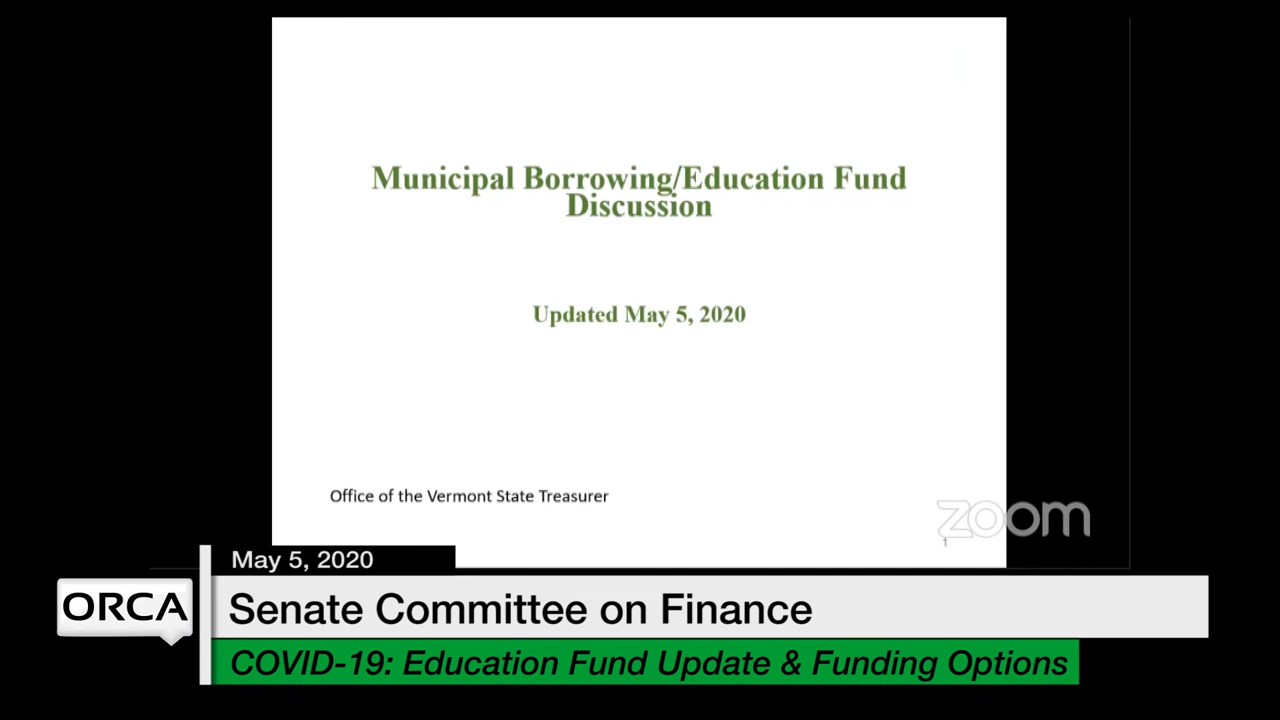 Municipal Borrowing/Education Fund
Discussion
Updated May 5, 2020
Office of the Vermont State Treasurer
zoom
1
May 5, 2020
ORCA
Senate Committee on Finance
COVID-19: Education Fund Update & Funding Options